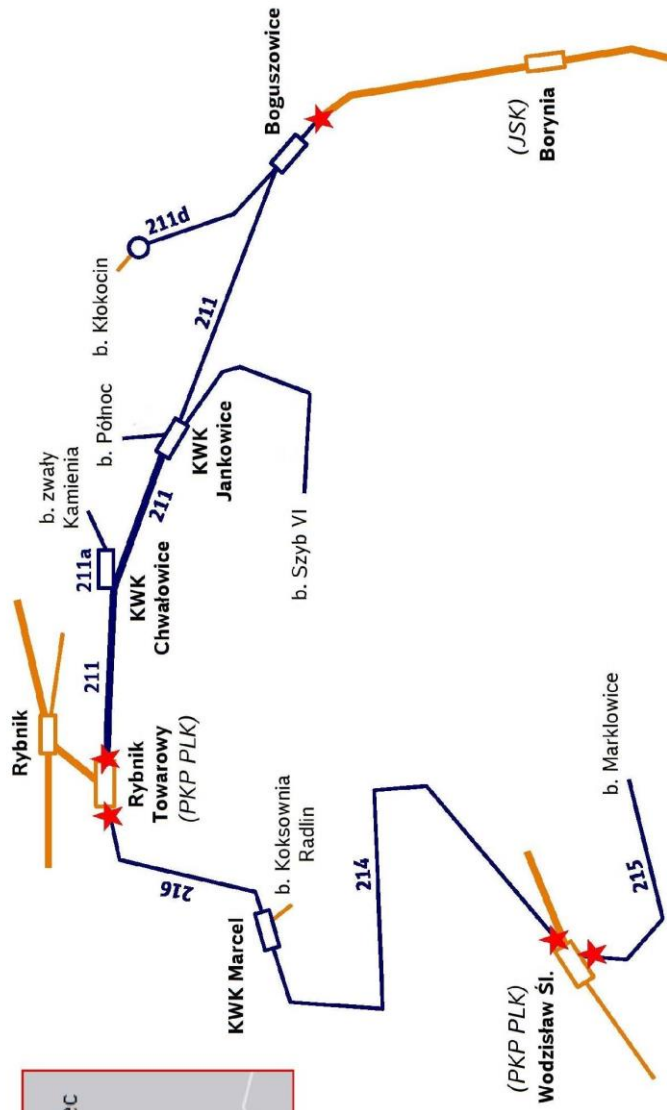 Rybnik
Rybnik
Towarowy
(PKP PLK)
211
211a
b. zwały
Kamienia
KWK
Chwałowice
211
b. Północ
KWK
Jankowice
b. Szyb VI
211
b. Kłokocin
211d
Boguszowice
(JSK)
Borynia
216
KWK Marcel
b. Koksownia
Radlin
214
(PKP PLK)
Wodzisław Śl.
215
b. Marklowice